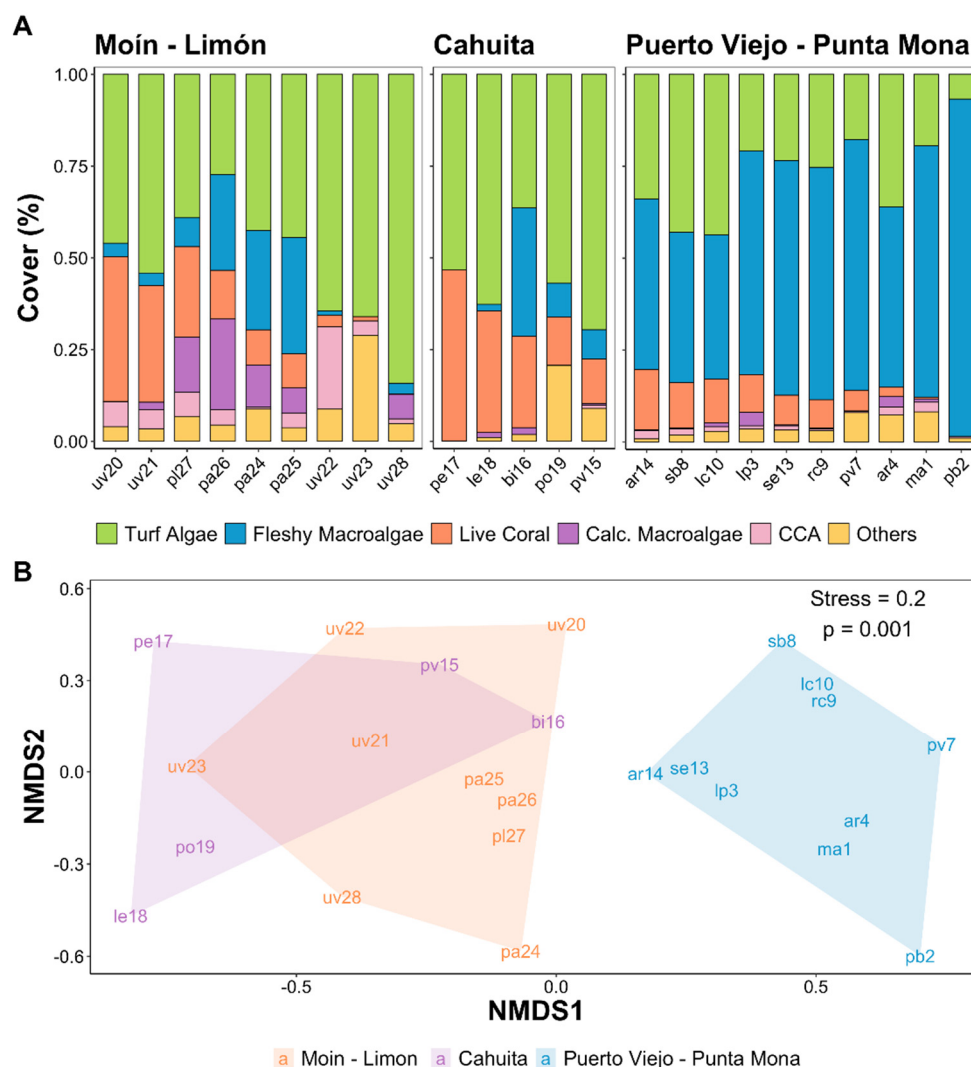 A
Moín - Limón Cahuita Puerto Viejo - Punta Mona
Cover (%)
1.00
0.75
0.50
0.25
0.00
uv20 uv21 pl27 pa26 pa24 pa25 uv22 uv23 uv28 pe17 le18 bi16 po19 pv15 ar14 sb8 lc10 lp3 se13 rc9 pv7 ar4 ma1 pb2
Turf Algae Fleshy Macroalgae Live Coral Calc. Macroalgae CCA Others
B
Stress = 0.2
p = 0.001
NMDS2
0.6
0.3
0.0
-0.3
-0.6
uv22 uv20
pe17 sb8
pv15
lc10
rc9
bi16
uv21 pv7
uv23 ar14 se13
pa25
lp3
pa26
ar4
pl27
po19 ma1
uv28
le18
pa24 pb2
-0.5 0.0 0.5
NMDS1
a Moin - Limon a Cahuita a Puerto Viejo - Punta Mona